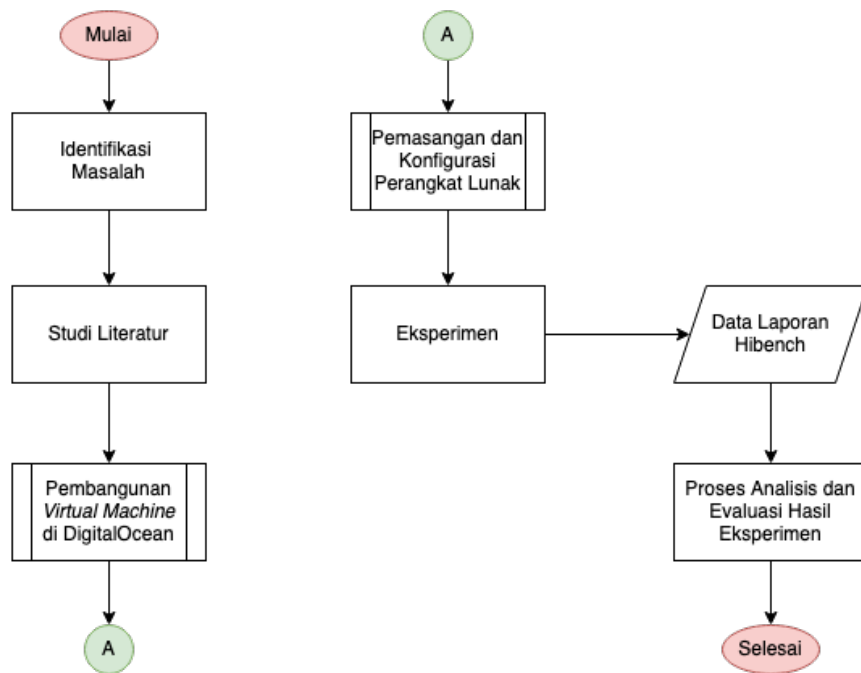 Mulai
Identifikasi
Masalah
Studi Literatur
Pembangunan
Virtual Machine
di DigitalOcean
A
A
Pemasangan dan
Konfigurasi
Perangkat Lunak
Eksperimen
Data Laporan
Hibench
Proses Analisis dan
Evaluasi Hasil
Eksperimen
Selesai